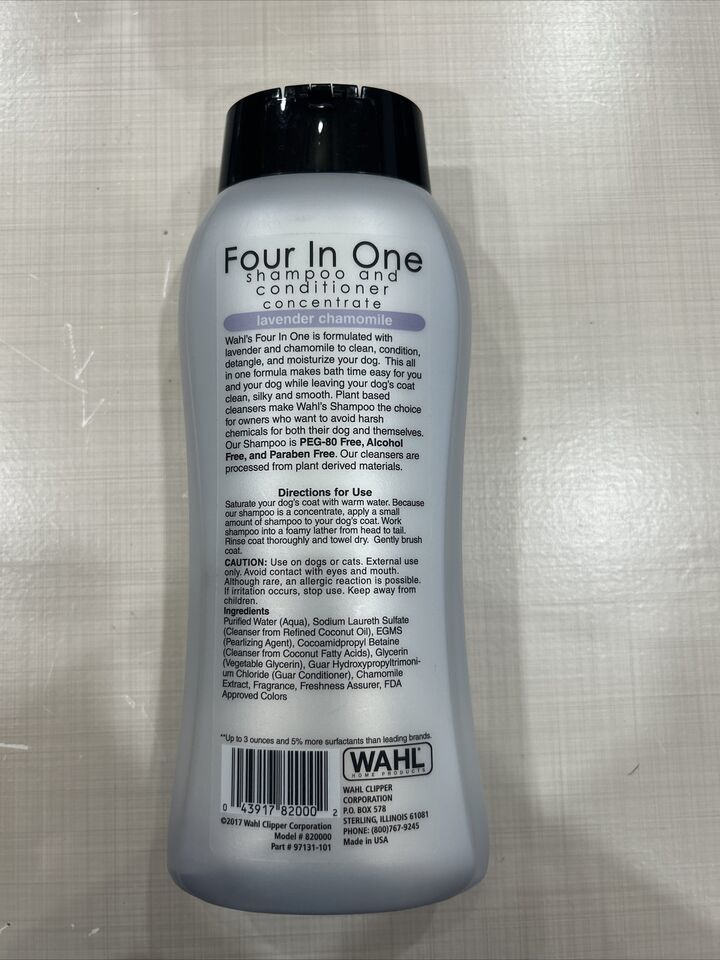 Four In One
shampoo and
conditioner
concentrate
lavender chamomile
Wahl's Four In One is formulated with
lavender and chamomile to clean, condition,
detangle, and moisturize your dog. This all
in one formula makes bath time easy for you
and your dog while leaving your dog's coat
clean, silky and smooth. Plant based
cleansers make Wahl's Shampoo the choice
for owners who want to avoid harsh
chemicals for both their dog and themselves.
Our Shampoo is PEG-80 Free, Alcohol
Free, and Paraben Free. Our cleansers are
processed from plant derived materials.
Directions for Use
Saturate your dog's coat with warm water. Because
our shampoo is a concentrate, apply a small
amount of shampoo to your dog's coat. Work
shampoo into a foamy lather from head to tail.
Rinse coat thoroughly and towel dry. Gently brush
coat.
CAUTION: Use on dogs or cats. External use
only. Avoid contact with eyes and mouth.
Although rare, an allergic reaction is possible.
If irritation occurs, stop use. Keep away from
children.
Ingredients
Purified Water (Aqua), Sodium Laureth Sulfate
(Cleanser from Refined Coconut Oil), EGMS
(Pearlizing Agent), Cocoamidpropyl Betaine
(Cleanser from Coconut Fatty Acids), Glycerin
(Vegetable Glycerin), Guar Hydroxypropyltrimoni-
um Chloride (Guar Conditioner), Chamomile
Extract, Fragrance, Freshness Assurer, FDA
Approved Colors
**Up to 3 ounces and 5% more surfactants than leading brands.
0 43917 82000 2
©2017 Wahl Clipper Corporation
Model # 820000
Part # 97131-101
WAHL®
HOME PRODUCTS
WAHL CLIPPER
CORPORATION
P.O. BOX 578
STERLING, ILLINOIS 61081
PHONE: (800)767-9245
Made in USA